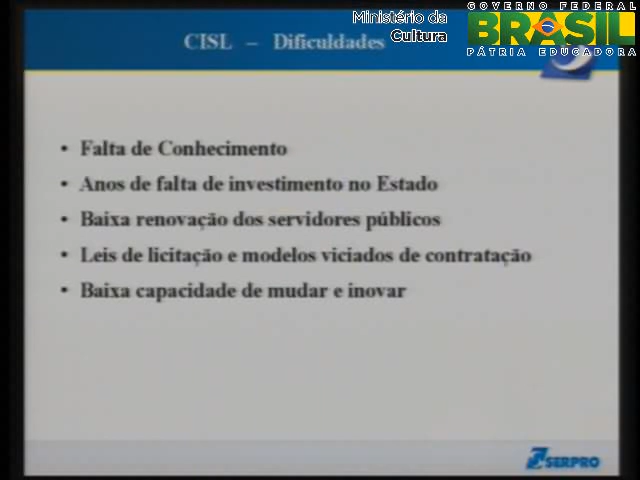 Ministério da
Cultura
GOVERNO FEDERAL
BRASIL
PÁTRIA EDUCADORA
CISL – Dificuldades
• Falta de Conhecimento
• Anos de falta de investimento no Estado
• Baixa renovação dos servidores públicos
• Leis de licitação e modelos viciados de contratação
• Baixa capacidade de mudar e inovar
SERPRO